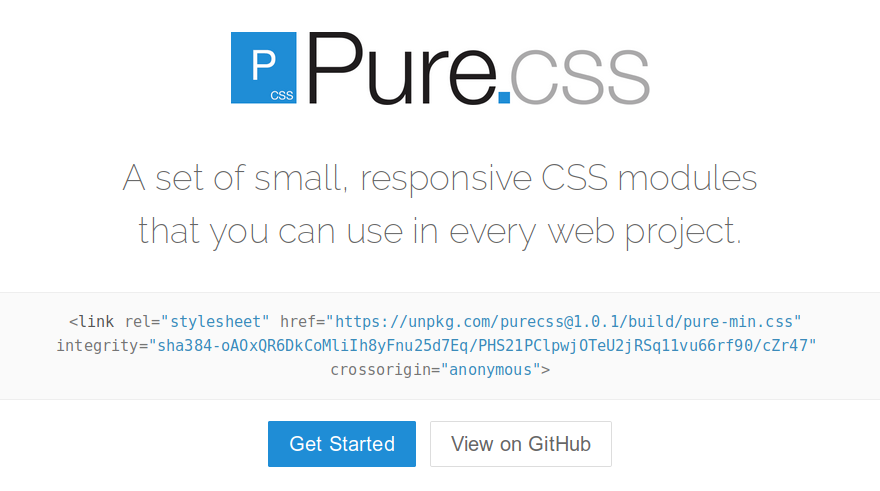 P
CSS
Pure.css
A set of small, responsive CSS modules
that you can use in every web project.
<link rel="stylesheet" href="https://unpkg.com/purecss@1.0.1/build/pure-min.css"
integrity="sha384-oAOxQR6DkCoMliIh8yFnu25d7Eq/PHS21PClpwjOTeU2jRSq11vu66rf90/cZr47"
crossorigin="anonymous">
Get Started
View on GitHub